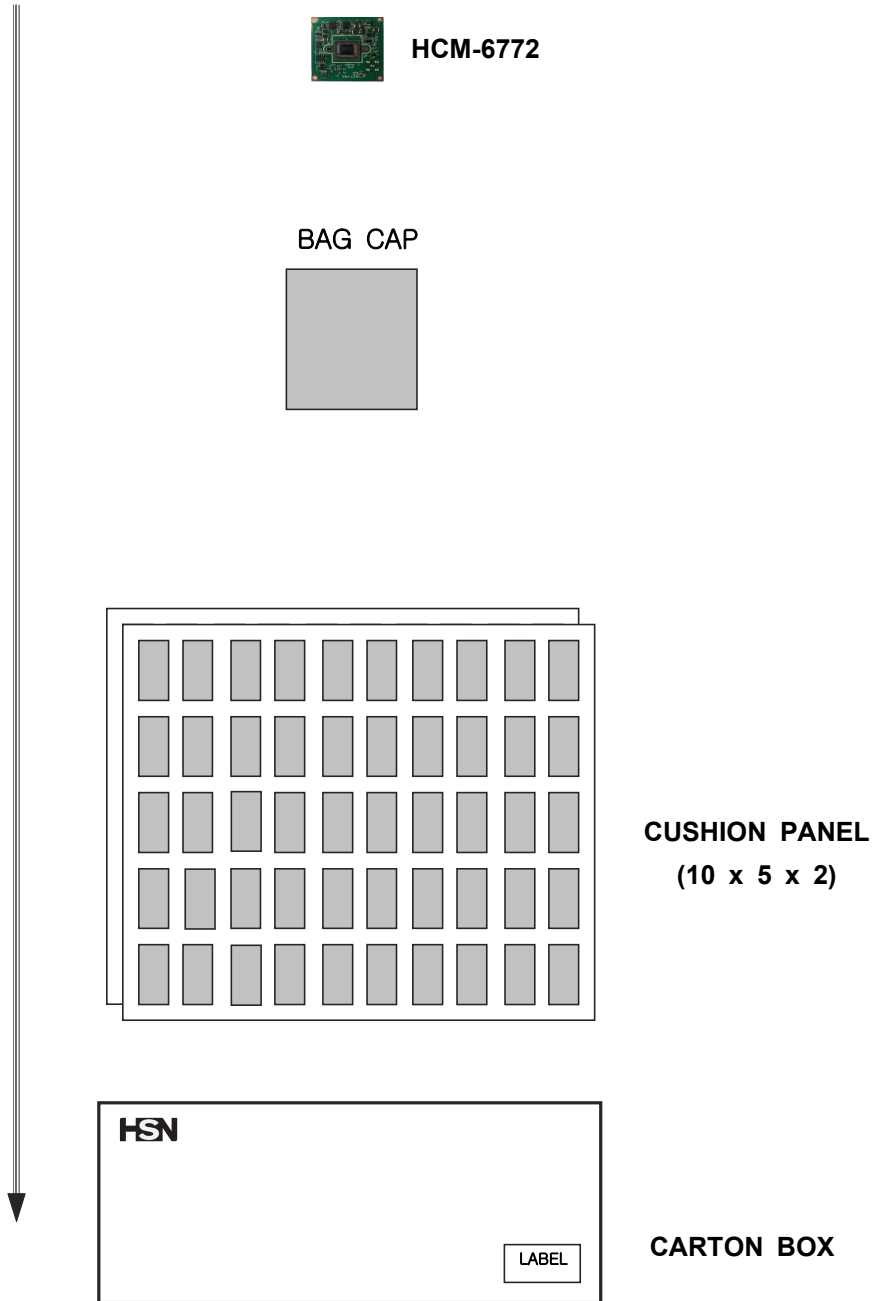 HCM-6772
BAG CAP
CUSHION PANEL
(10 x 5 x 2)
HSN
LABEL
CARTON BOX